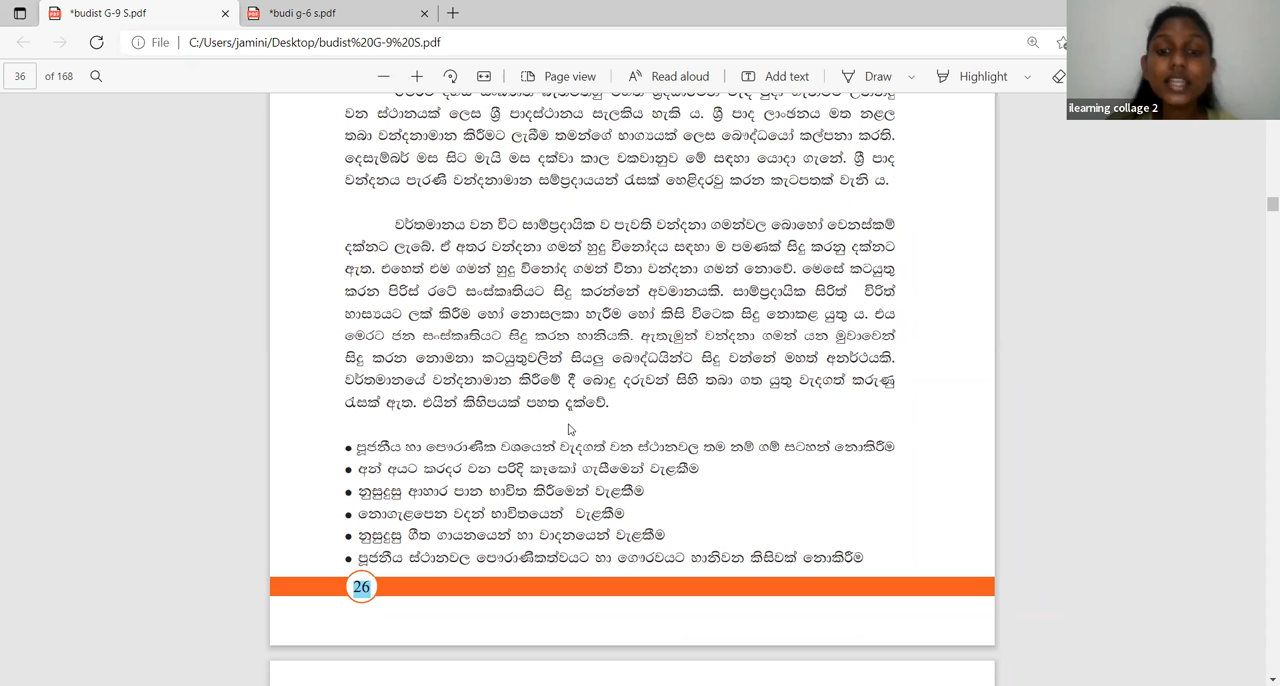 *budist G-9 S.pdf
*budi g-6 s.pdf
File
C:/Users/jamini/Desktop/budist%20G-9%20S.pdf
36 of 168
Page view
Read aloud
Add text
Draw
Highlight
ilearning collage 2
වන ස්ථානයක් ලෙස ශ්‍රී පාදස්ථානය සැලකිය හැකි ය. ශ්‍රී පාද ලාංඡනය මත නළල
තබා වන්දනාමාන කිරීමට ලැබීම තමන්ගේ භාග්‍යයක් ලෙස බෞද්ධයෝ කල්පනා කරති.
දෙසැම්බර් මස සිට මැයි මස දක්වා කාල වකවානුව මේ සඳහා යොදා ගැනේ. ශ්‍රී පාද
වන්දනය පැරණි වන්දනාමාන සම්ප්‍රදායයන් රැසක් හෙළිදරවු කරන කැටපතක් වැනි ය.
වර්තමානය වන විට සාම්ප්‍රදායික ව පැවති වන්දනා ගමන්වල බොහෝ වෙනස්කම්
දක්නට ලැබේ. ඒ අතර වන්දනා ගමන් හුදු විනෝදය සඳහා ම පමණක් සිදු කරනු දක්නට
ඇත. එහෙත් එම ගමන් හුදු විනෝද ගමන් විනා වන්දනා ගමන් නොවේ. මෙසේ කටයුතු
කරන පිරිස් රටේ සංස්කෘතියට සිදු කරන්නේ අවමානයකි. සාම්ප්‍රදායික සිරිත් විරිත්
හාස්‍යයට ලක් කිරීම හෝ නොසලකා හැරීම හෝ කිසි විටෙක සිදු නොකළ යුතු ය. එය
මෙරට ජන සංස්කෘතියට සිදු කරන හානියකි. ඇතැමුන් වන්දනා ගමන් යන මුවාවෙන්
සිදු කරන නොමනා කටයුතුවලින් සියලු බෞද්ධයින්ට සිදු වන්නේ මහත් අනර්ථයකි.
වර්තමානයේ වන්දනාමාන කිරීමේ දී බොදු දරුවන් සිහි තබා ගත යුතු වැදගත් කරුණු
රැසක් ඇත. එයින් කිහිපයක් පහත දැක්වේ.
• පූජනීය හා පෞරාණික වශයෙන් වැදගත් වන ස්ථානවල තම නම් ගම් සටහන් නොකිරීම
• අන් අයට කරදර වන පරිදි කෑකෝ ගැසීමෙන් වැළකීම
• නුසුදුසු ආහාර පාන භාවිත කිරීමෙන් වැළකීම
• නොගැළපෙන වදන් භාවිතයෙන් වැළකීම
• නුසුදුසු ගීත ගායනයෙන් හා වාදනයෙන් වැළකීම
• පූජනීය ස්ථානවල පෞරාණිකත්වයට හා ගෞරවයට හානිවන කිසිවක් නොකිරීම
26